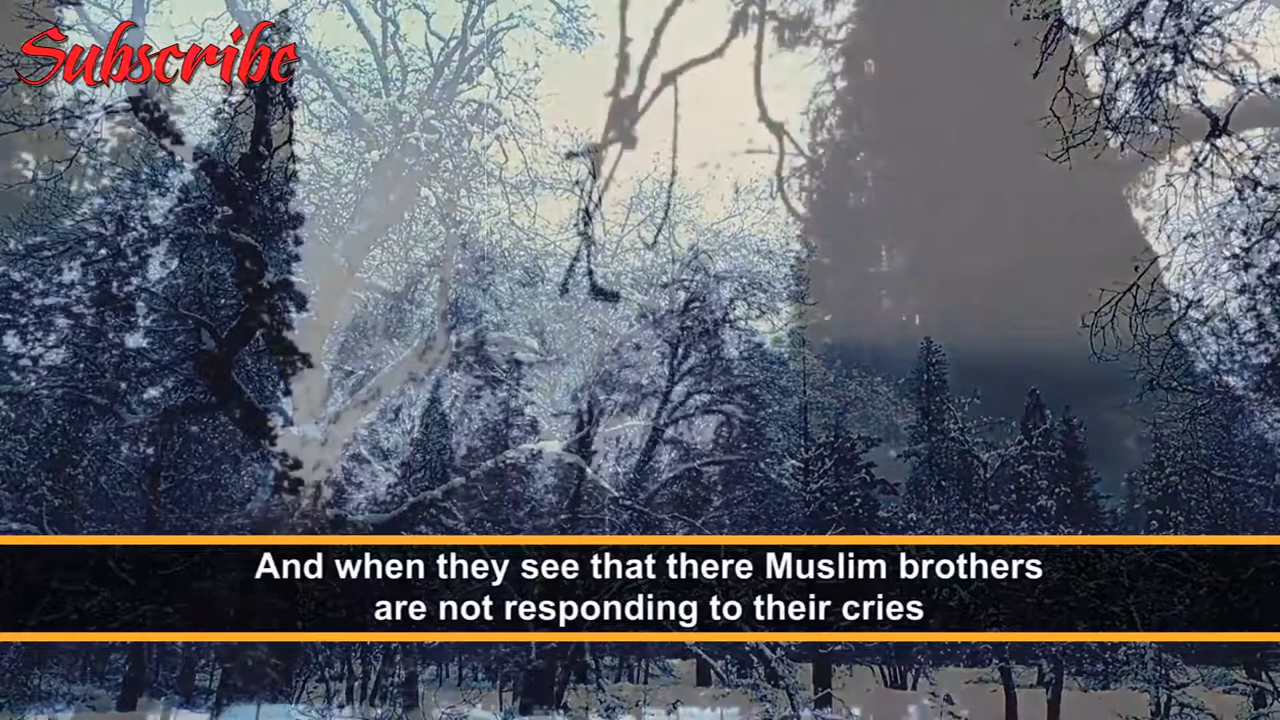 Subscribe
And when they see that there Muslim brothers
are not responding to their cries